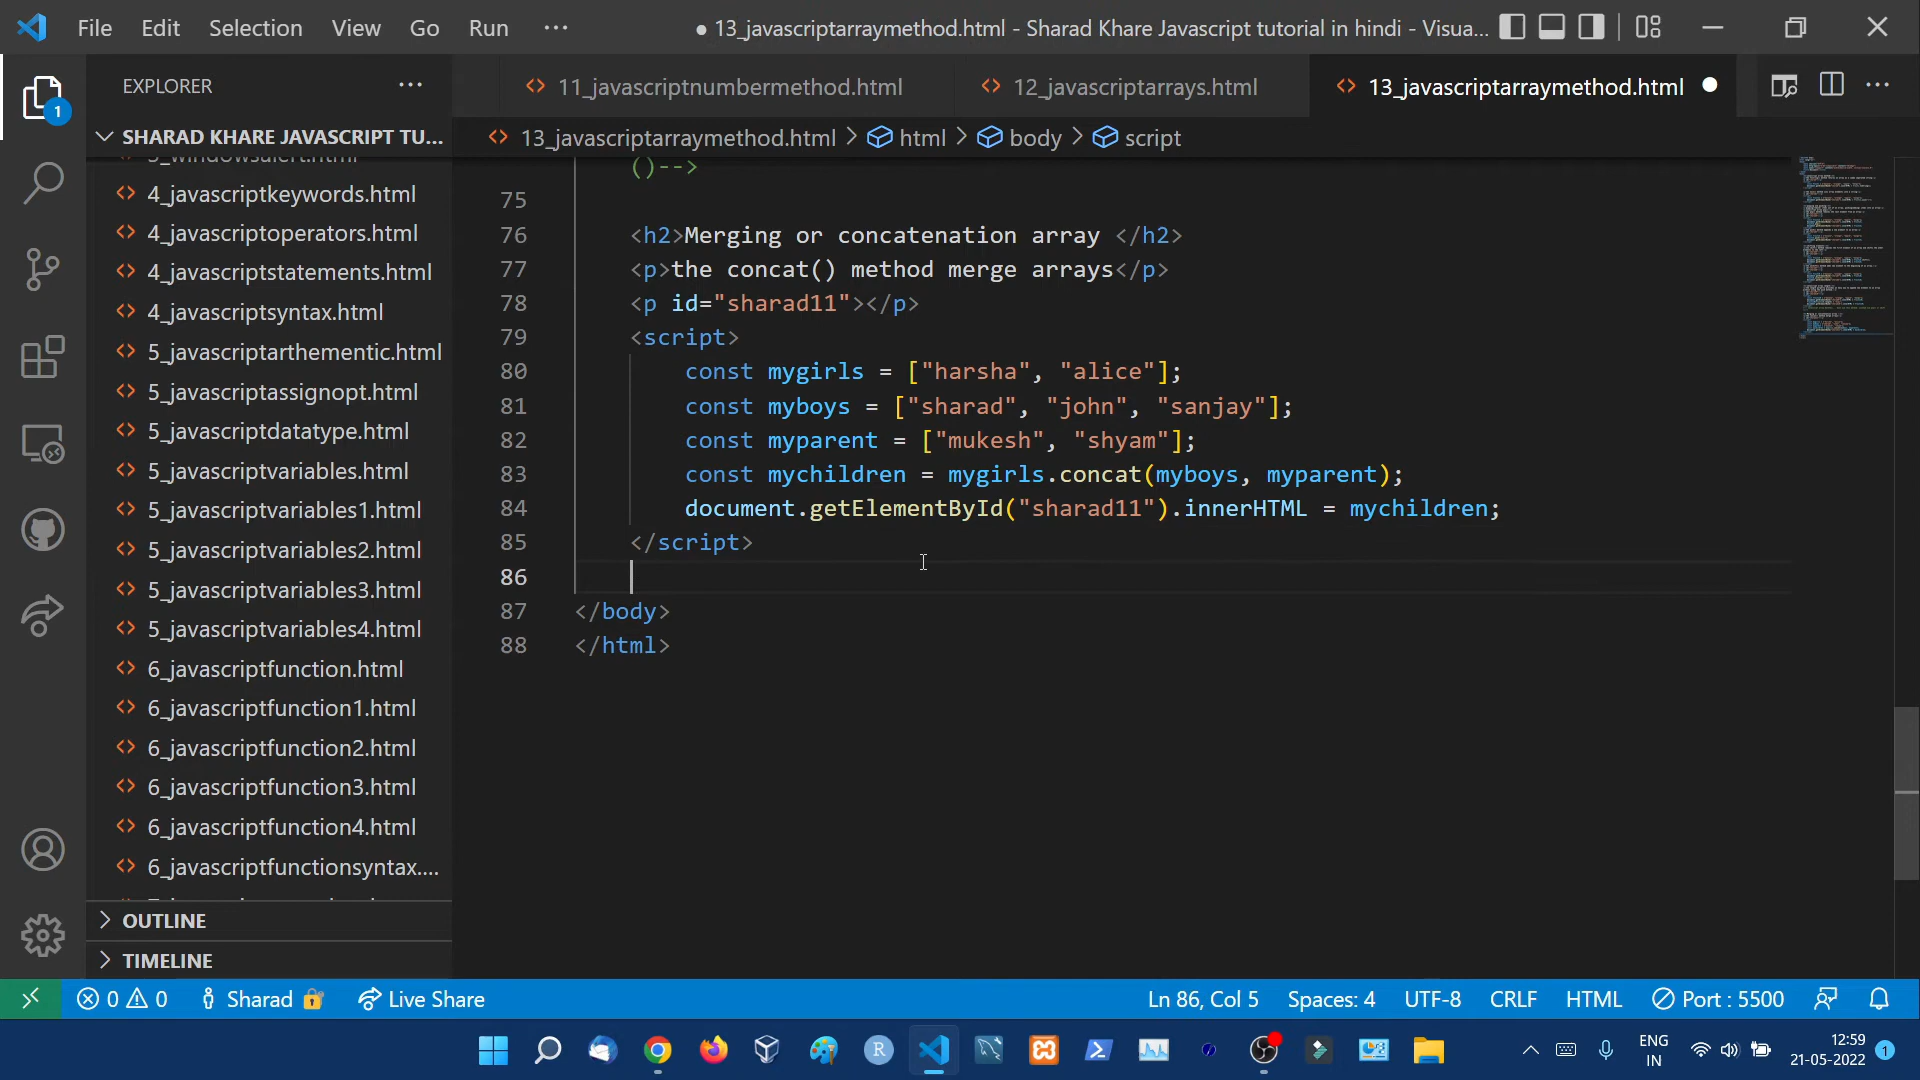 File Edit Selection View Go Run ···
● 13_javascriptarraymethod.html - Sharad Khare Javascript tutorial in hindi - Visua...
EXPLORER
11_javascriptnumbermethod.html
12_javascriptarrays.html
13_javascriptarraymethod.html
1
SHARAD KHARE JAVASCRIPT TU...
13_javascriptarraymethod.html > html > body > script
4_javascriptkeywords.html
4_javascriptoperators.html
4_javascriptstatements.html
4_javascriptsyntax.html
5_javascriptarthementic.html
5_javascriptassignopt.html
5_javascriptdatatype.html
5_javascriptvariables.html
5_javascriptvariables1.html
5_javascriptvariables2.html
5_javascriptvariables3.html
5_javascriptvariables4.html
6_javascriptfunction.html
6_javascriptfunction1.html
6_javascriptfunction2.html
6_javascriptfunction3.html
6_javascriptfunction4.html
6_javascriptfunctionsyntax....
OUTLINE
TIMELINE
()-->
75
76 <h2>Merging or concatenation array </h2>
77 <p>the concat() method merge arrays</p>
78 <p id="sharad11"></p>
79 <script>
80 const mygirls = ["harsha", "alice"];
81 const myboys = ["sharad", "john", "sanjay"];
82 const myparent = ["mukesh", "shyam"];
83 const mychildren = mygirls.concat(myboys, myparent);
84 document.getElementById("sharad11").innerHTML = mychildren;
85 </script>
86
87 </body>
88 </html>
0 0 Sharad Live Share
Ln 86, Col 5 Spaces: 4 UTF-8 CRLF HTML Port : 5500
R
ENG
IN
12:59
21-05-2022
1